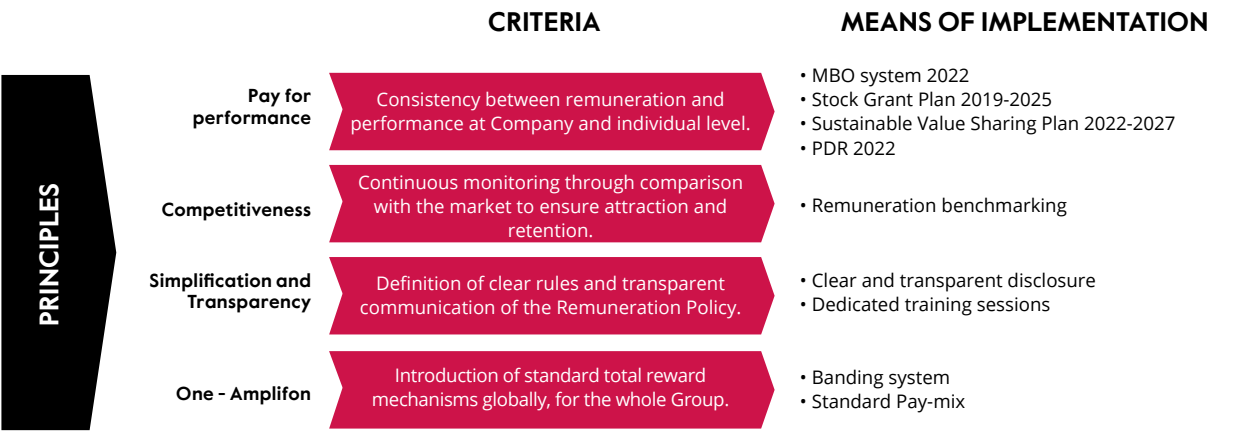 CRITERIA
MEANS OF IMPLEMENTATION
PRINCIPLES
Pay for
performance
Consistency between remuneration and
performance at Company and individual level.
• MBO system 2022
• Stock Grant Plan 2019-2025
• Sustainable Value Sharing Plan 2022-2027
• PDR 2022
Competitiveness
Continuous monitoring through comparison
with the market to ensure attraction and
retention.
• Remuneration benchmarking
Simplification and
Transparency
Definition of clear rules and transparent
communication of the Remuneration Policy.
• Clear and transparent disclosure
• Dedicated training sessions
One - Amplifon
Introduction of standard total reward
mechanisms globally, for the whole Group.
• Banding system
• Standard Pay-mix